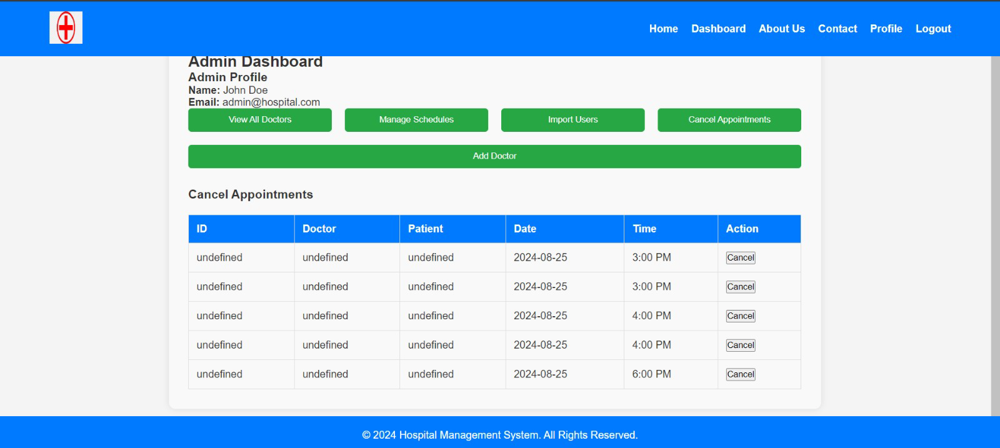 Home Dashboard About Us Contact Profile Logout
Admin Dashboard
Admin Profile
Name: John Doe
Email: admin@hospital.com
View All Doctors Manage Schedules Import Users Cancel Appointments
Add Doctor
Cancel Appointments
ID Doctor Patient Date Time Action
undefined undefined undefined 2024-08-25 3:00 PM Cancel
undefined undefined undefined 2024-08-25 3:00 PM Cancel
undefined undefined undefined 2024-08-25 4:00 PM Cancel
undefined undefined undefined 2024-08-25 4:00 PM Cancel
undefined undefined undefined 2024-08-25 6:00 PM Cancel
© 2024 Hospital Management System. All Rights Reserved.